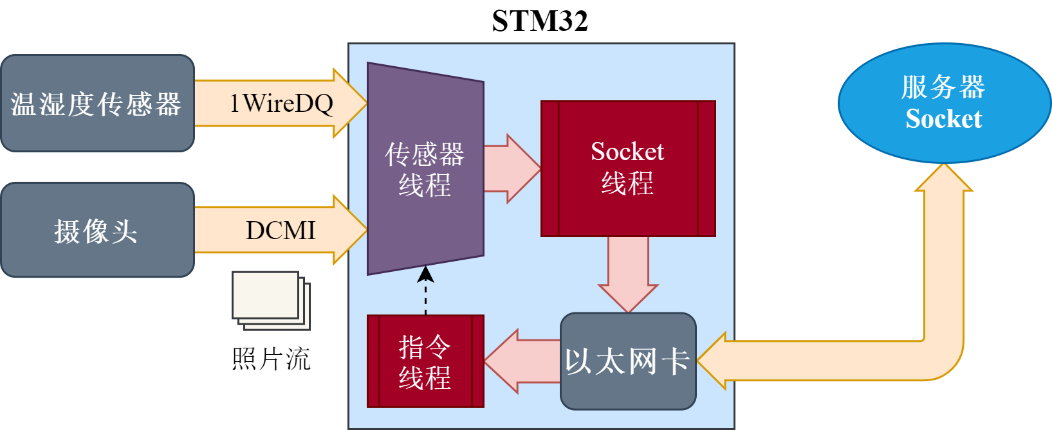 STM32
温湿度传感器
1WireDQ
传感器
线程
Socket
线程
服务器
Socket
摄像头
DCMI
照片流
指令
线程
以太网卡